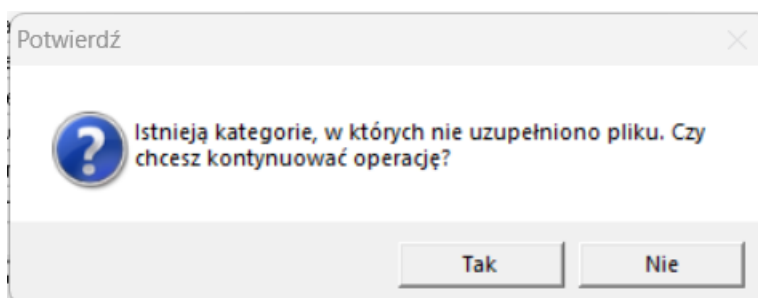 Potwierdź
Istnieją kategorie, w których nie uzupełniono pliku. Czy
chcesz kontynuować operację?
Tak
Nie